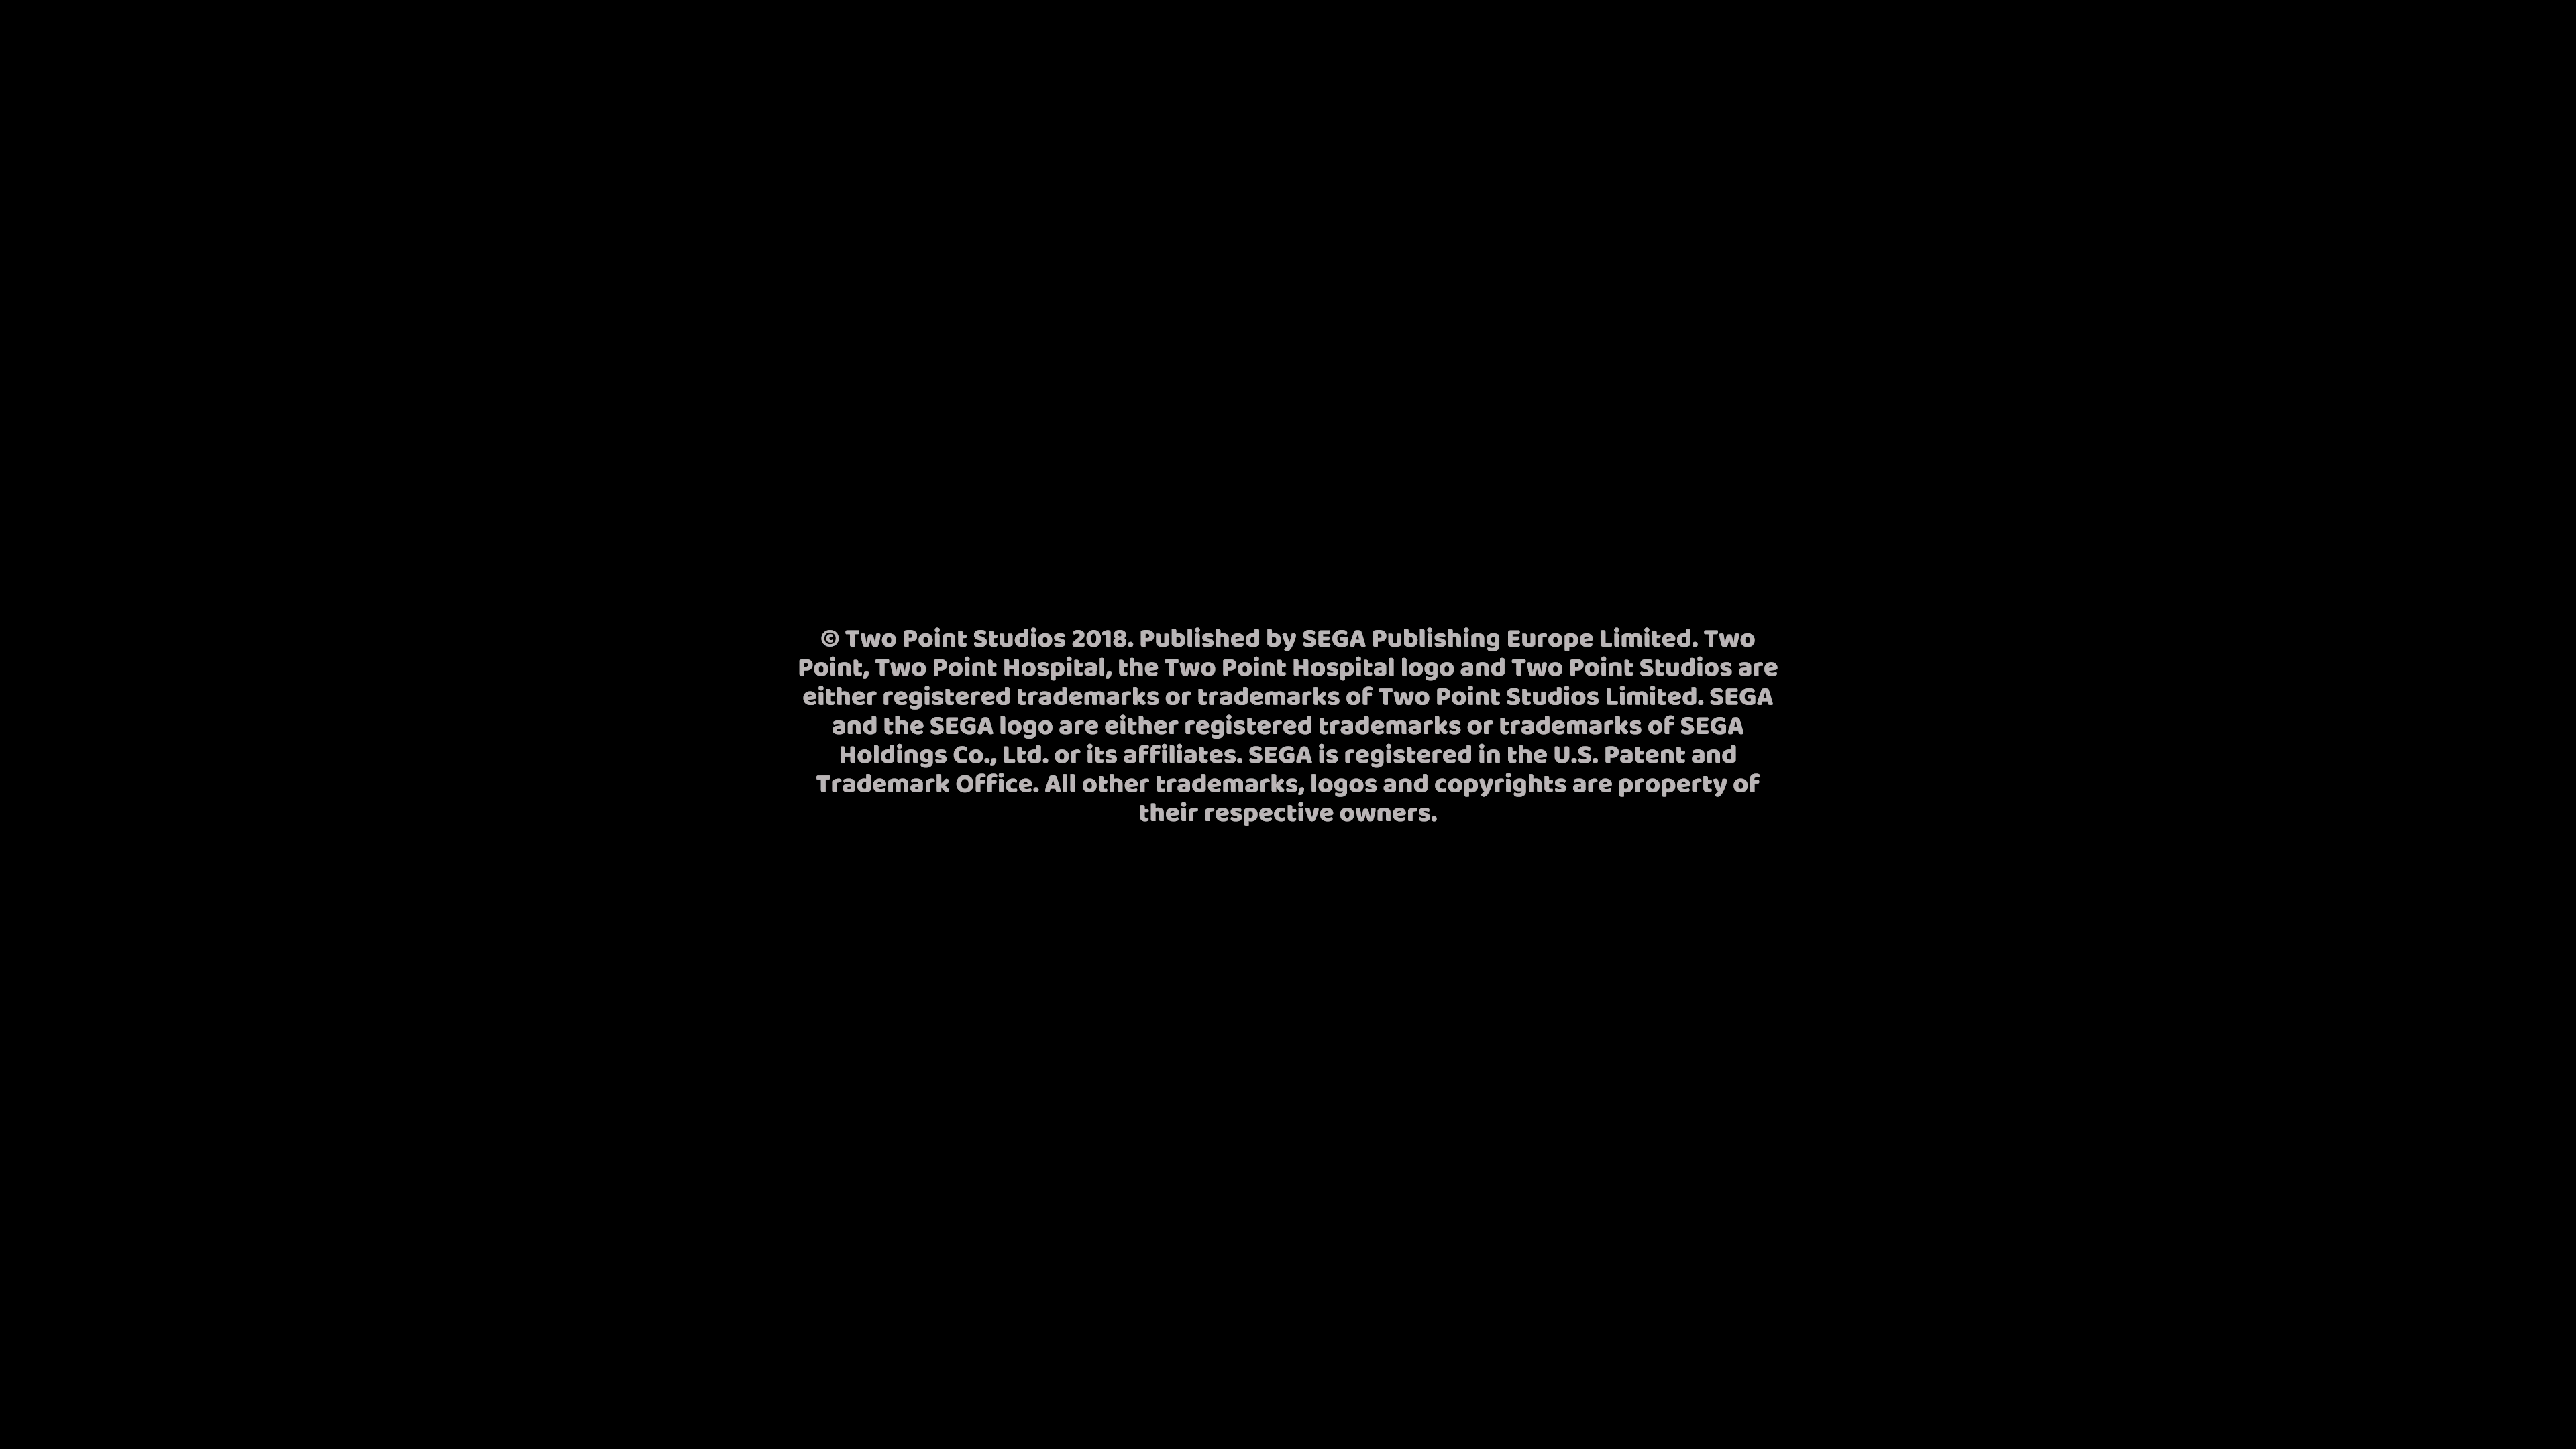 © Two Point Studios 2018. Published by SEGA Publishing Europe Limited. Two
Point, Two Point Hospital, the Two Point Hospital logo and Two Point Studios are
either registered trademarks or trademarks of Two Point Studios Limited. SEGA
and the SEGA logo are either registered trademarks or trademarks of SEGA
Holdings Co., Ltd. or its affiliates. SEGA is registered in the U.S. Patent and
Trademark Office. All other trademarks, logos and copyrights are property of
their respective owners.